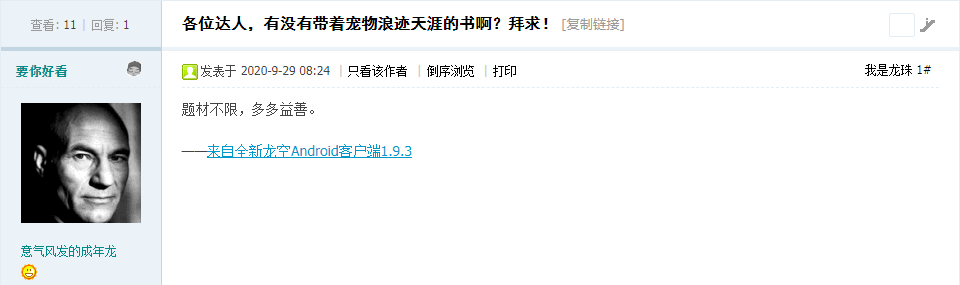 查看: 11 | 回复: 1
各位达人，有没有带着宠物浪迹天涯的书啊？拜求！ [复制链接]
要你好看
发表于 2020-9-29 08:24 | 只看该作者 | 倒序浏览 | 打印
我是龙珠 1#
题材不限，多多益善。
——来自全新龙空Android客户端1.9.3
意气风发的成年龙